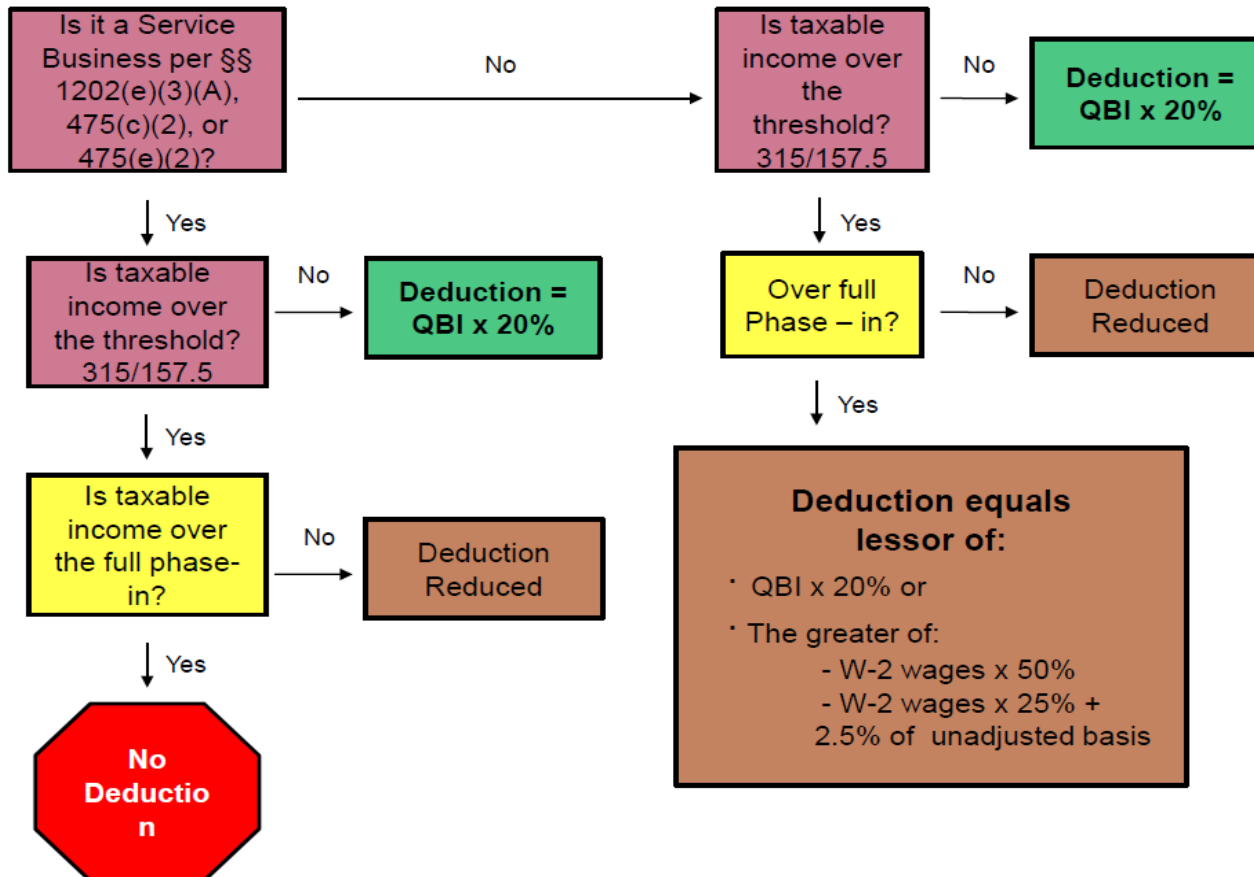 Is it a Service
Business per §§
1202(e)(3)(A),
475(c)(2), or
475(e)(2)?
No
Is taxable
income over
the
threshold?
315/157.5
No
Deduction =
QBI x 20%
Yes
Is taxable
income over
the threshold?
315/157.5
No
Deduction =
QBI x 20%
Yes
Over full
Phase – in?
No
Deduction
Reduced
Yes
Is taxable
income over
the full phase-
in?
No
Deduction
Reduced
Yes
No
Deductio
n
Yes
Deduction equals
lessor of:
· QBI x 20% or
· The greater of:
- W-2 wages x 50%
- W-2 wages x 25% +
2.5% of unadjusted basis